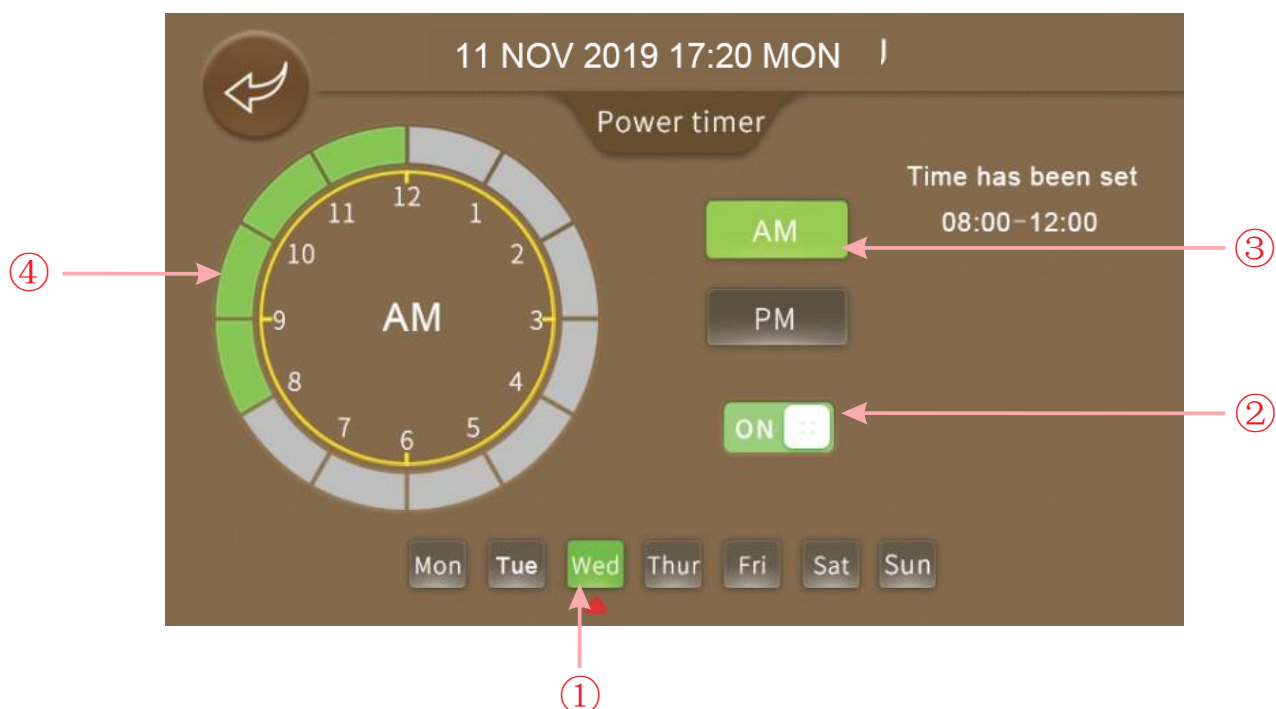 11 NOV 2019 17:20 MON
Power timer
Time has been set
08:00-12:00
AM
PM
ON
12
1
2
3
4
5
6
7
8
9
10
11
AM
Mon Tue Wed Thur Fri Sat Sun
③
④
②
①